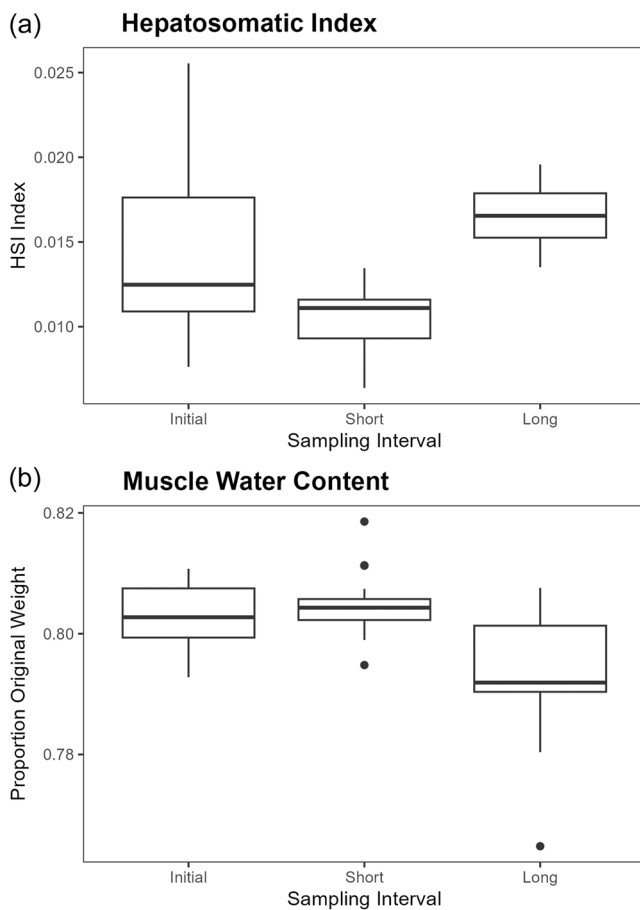 (a) Hepatosomatic Index
0.025
0.020
0.015
0.010
HSI Index
Initial Short Long
Sampling Interval
(b) Muscle Water Content
0.82
0.80
0.78
Proportion Original Weight
Initial Short Long
Sampling Interval